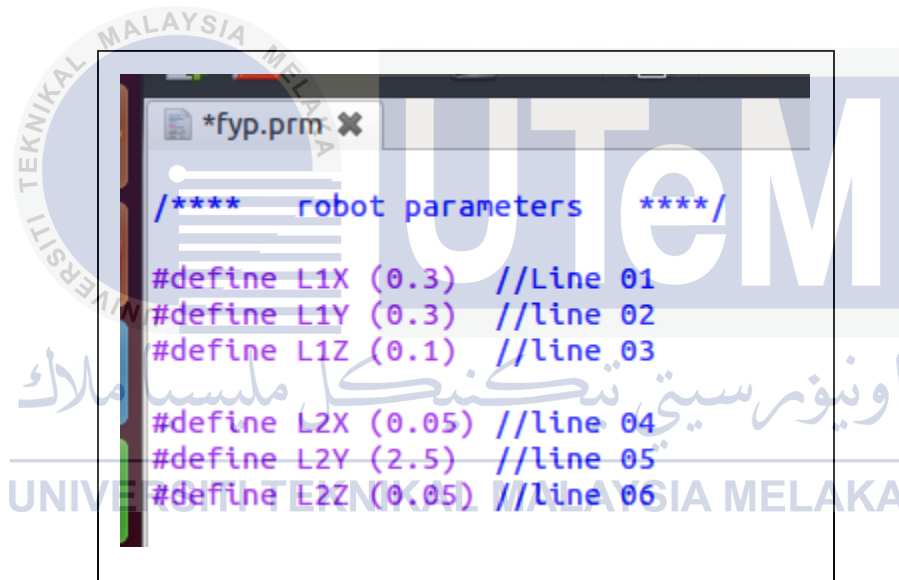 UNIVERSITI TEKNIKAL MALAYSIA MELAKA
UTeM
*fyp.prm
/**** robot parameters ****/
#define L1X (0.3) //Line 01
#define L1Y (0.3) //line 02
#define L1Z (0.1) //line 03
#define L2X (0.05) //line 04
#define L2Y (2.5) //line 05
#define L2Z (0.05) //line 06
اونيۏرسيتي تيكنيكل مليسيا ملاك
UNIVERSITI TEKNIKAL MALAYSIA MELAKA